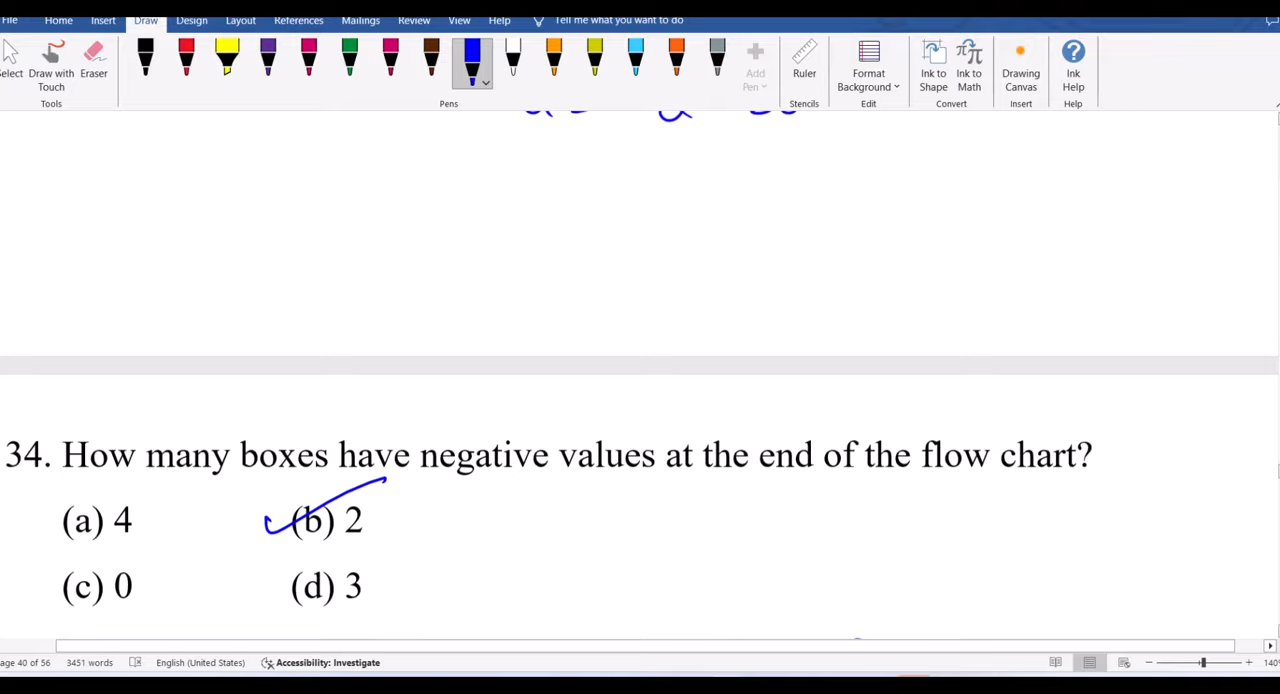 File Home Insert Draw Design Layout References Mailings Review View Help Tell me what you want to do
Select Draw with Touch Eraser Add Pen Ruler Format Background Ink to Shape Ink to Math Drawing Canvas Ink Help
Tools Pens Stencils Edit Convert Insert Help
34. How many boxes have negative values at the end of the flow chart?
(a) 4 (b) 2
(c) 0 (d) 3
age 40 of 56 3451 words English (United States) Accessibility: Investigate 140%